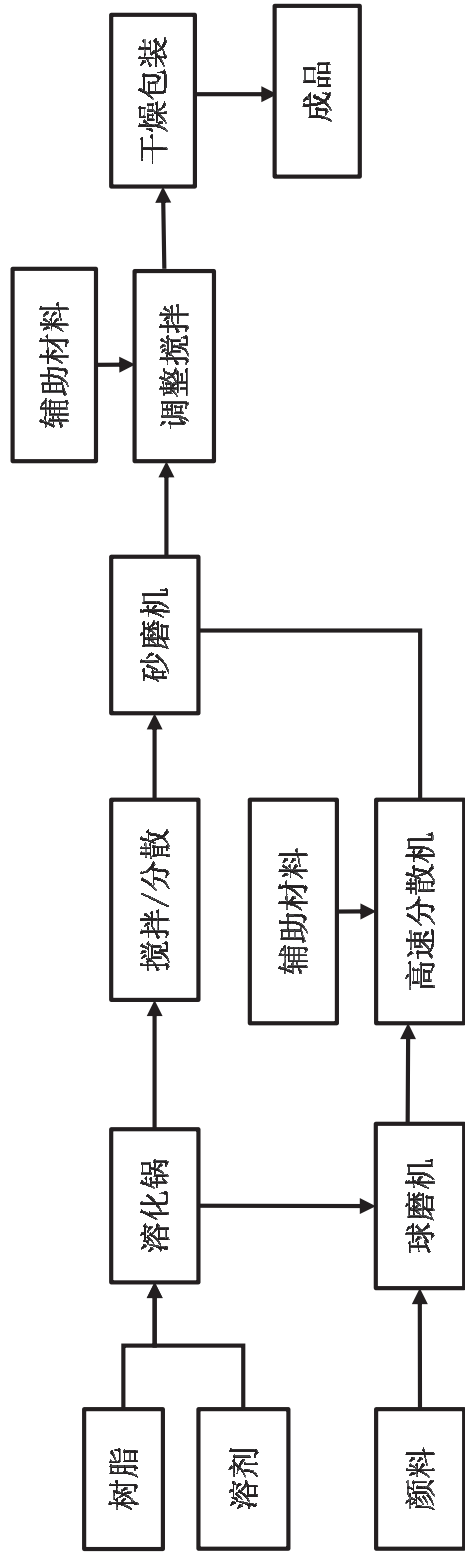 树脂
溶剂
颜料
溶化锅
球磨机
搅拌/分散
辅助材料
高速分散机
砂磨机
辅助材料
调整搅拌
干燥包装
成品